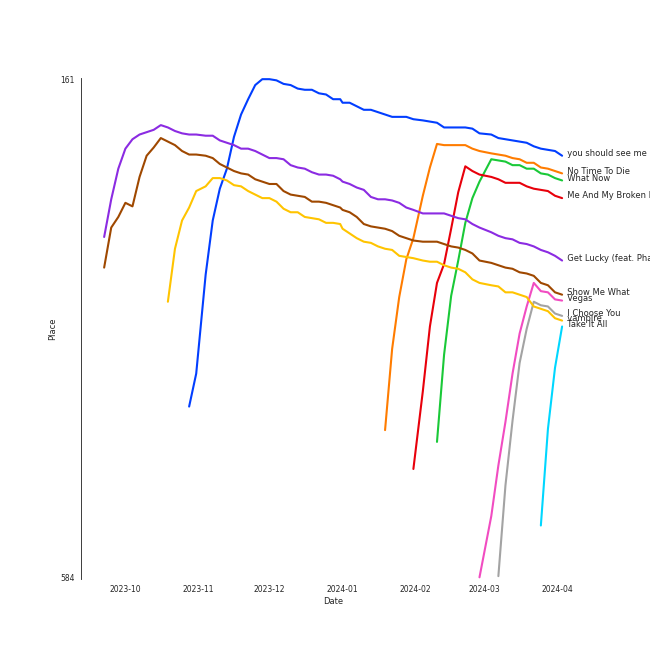 161
you should see me
No Time To Die
What Now
Me And My Broken
Get Lucky (feat. Pha
Place
Show Me What
Vegas
I Choose You
vampire
Take It All
584
2023-10
2023-11
2023-12
2024-01
2024-02
2024-03
2024-04
Date